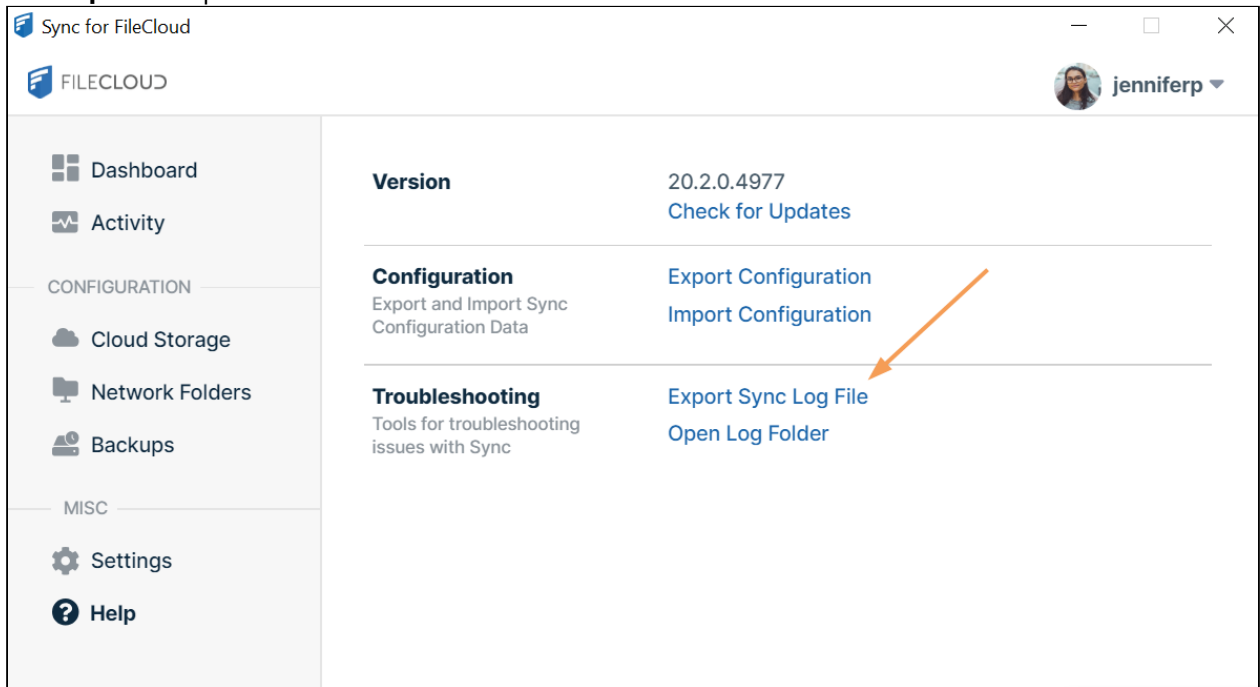 Sync for FileCloud
FILECLOUD
jenniferp
Dashboard
Activity
CONFIGURATION
Cloud Storage
Network Folders
Backups
MISC
Settings
Help
Version
20.2.0.4977
Check for Updates
Configuration
Export and Import Sync
Configuration Data
Export Configuration
Import Configuration
Troubleshooting
Tools for troubleshooting
issues with Sync
Export Sync Log File
Open Log Folder